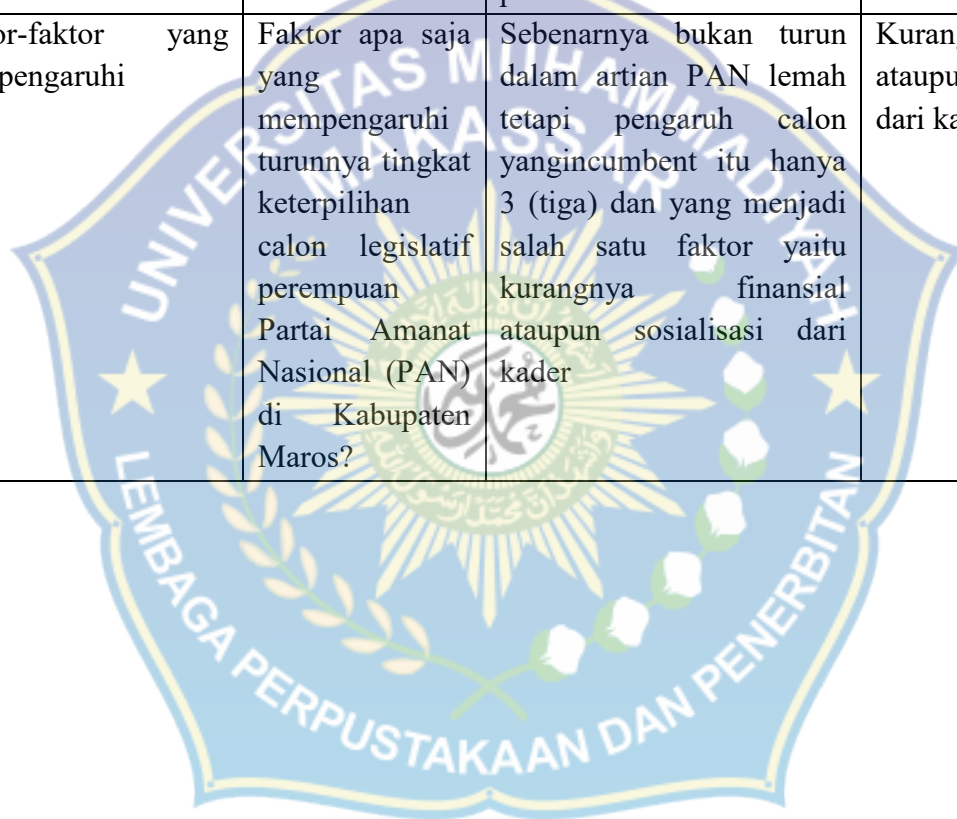 or-faktor yang
pengaruhi
Faktor apa saja
yang
mempengaruhi
turunnya tingkat
keterpilihan
calon legislatif
perempuan
Partai Amanat
Nasional (PAN)
di Kabupaten
Maros?
Sebenarnya bukan turun
dalam artian PAN lemah
tetapi pengaruh calon
yangincumbent itu hanya
3 (tiga) dan yang menjadi
salah satu faktor yaitu
kurangnya finansial
ataupun sosialisasi dari
kader
Kuran
ataupu
dari ka
UNIVERSITAS MUHAMMADIYAH
MAKASSAR
LEMBAGA PERPUSTAKAAN DAN PENERBITAN